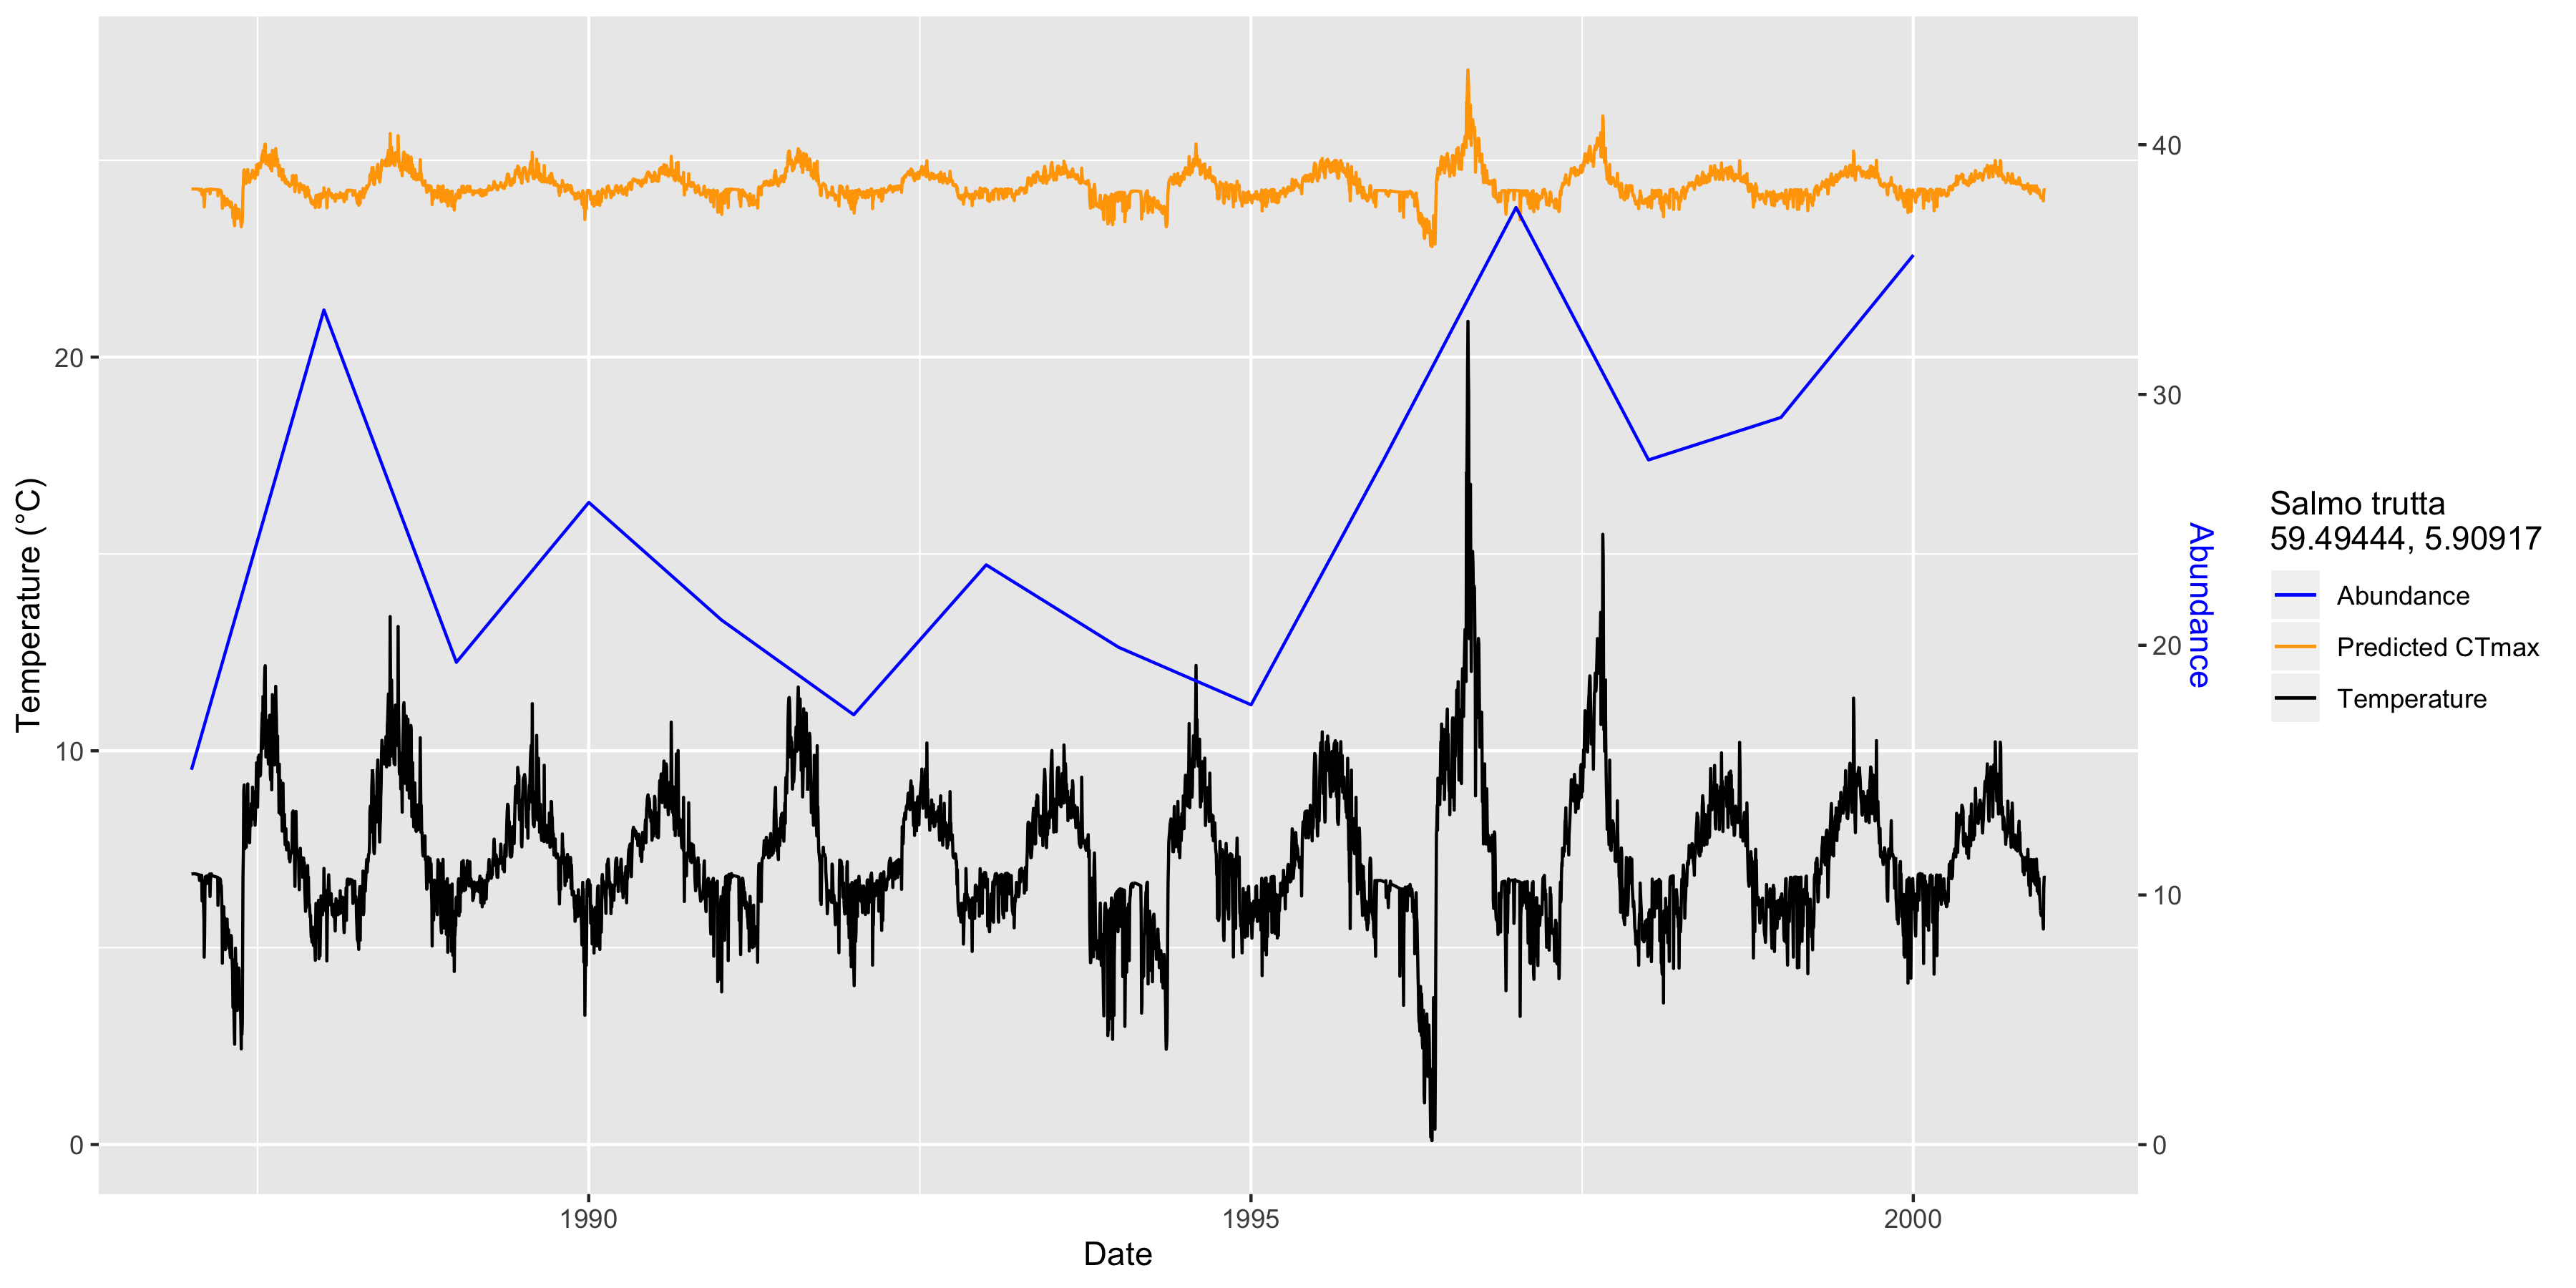 Temperature (°C)
20
10
0
1990
1995
2000
Date
40
30
20
10
0
Abundance
Salmo trutta
59.49444, 5.90917
Abundance
Predicted CTmax
Temperature